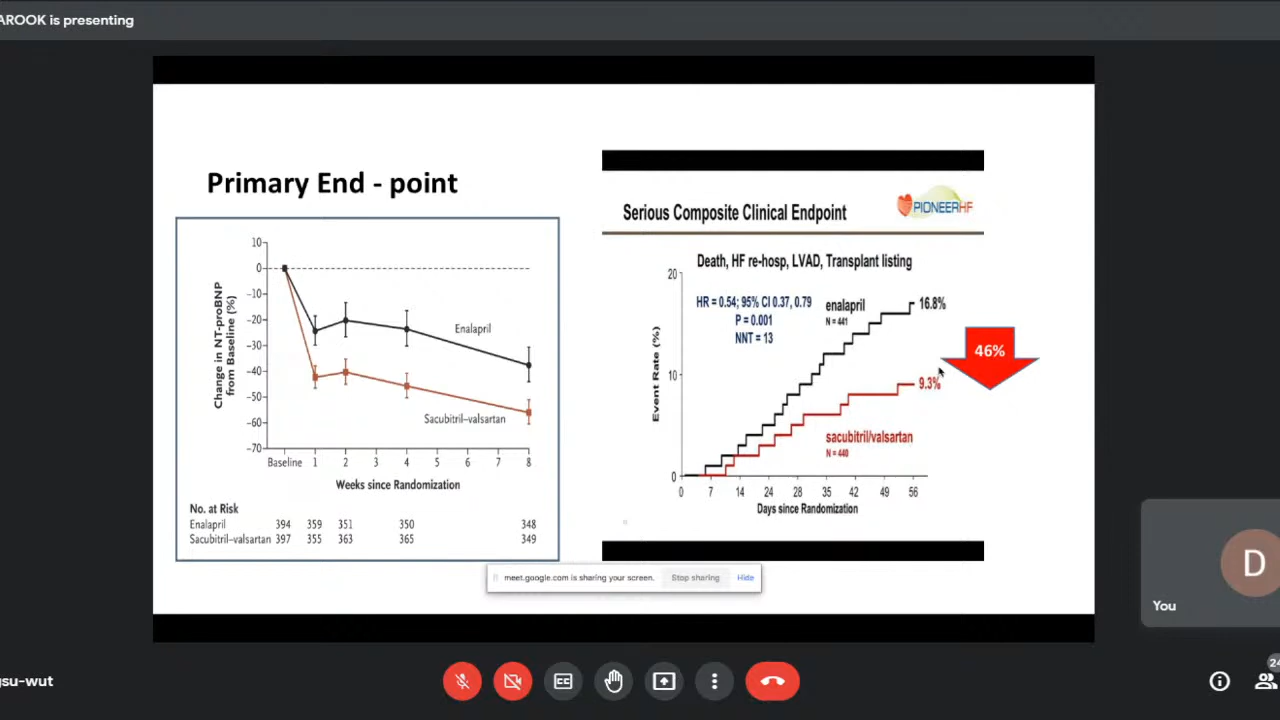 AROOK is presenting
Primary End - point
10
0
-10
-20
-30
-40
-50
-60
-70
Change in NT-proBNP
from Baseline (%)
Enalapril
Sacubitril–valsartan
Baseline 1 2 3 4 5 6 7 8
Weeks since Randomization
No. at Risk
Enalapril 394 359 351 350 348
Sacubitril–valsartan 397 355 363 365 349
PIONEERHF
Serious Composite Clinical Endpoint
Death, HF re-hosp, LVAD, Transplant listing
20
10
0
Event Rate (%)
HR = 0.54; 95% CI 0.37, 0.79
P = 0.001
NNT = 13
enalapril
N = 441
16.8%
46%
9.3%
sacubitril/valsartan
N = 440
0 7 14 24 28 35 42 49 56
Days since Randomization
meet.google.com is sharing your screen. Stop sharing Hide
D
You
gsu-wut
CC
24